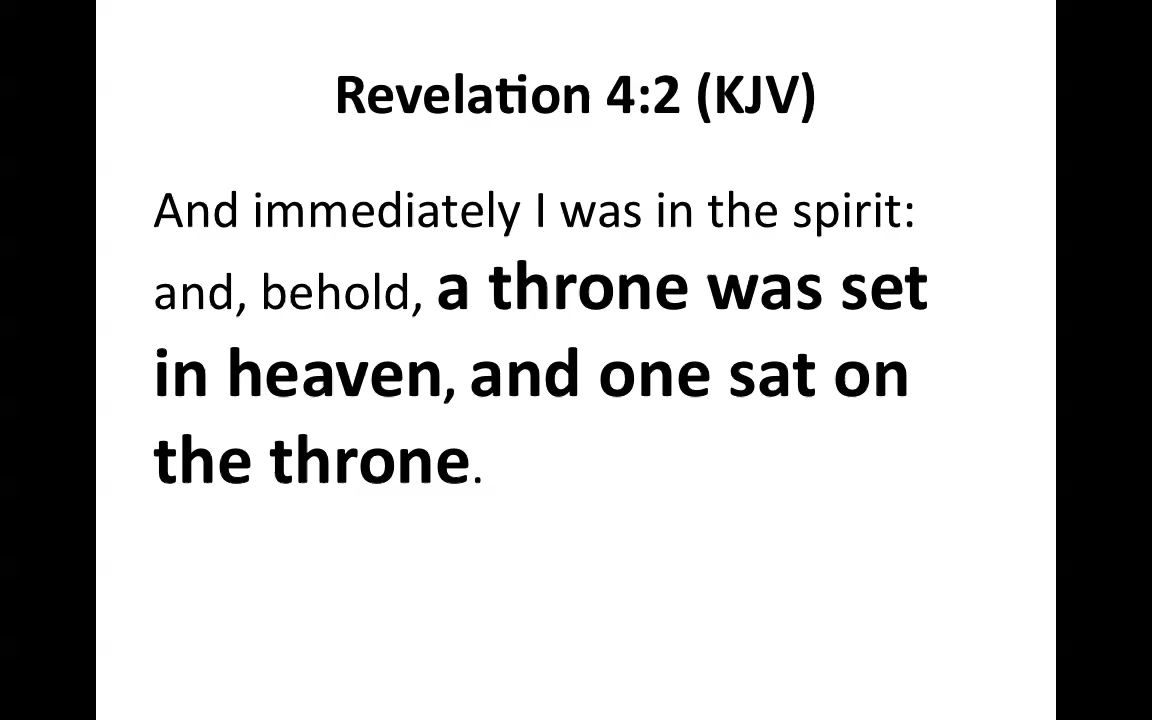 Revelation 4:2 (KJV)
And immediately I was in the spirit:
and, behold, a throne was set
in heaven, and one sat on
the throne.